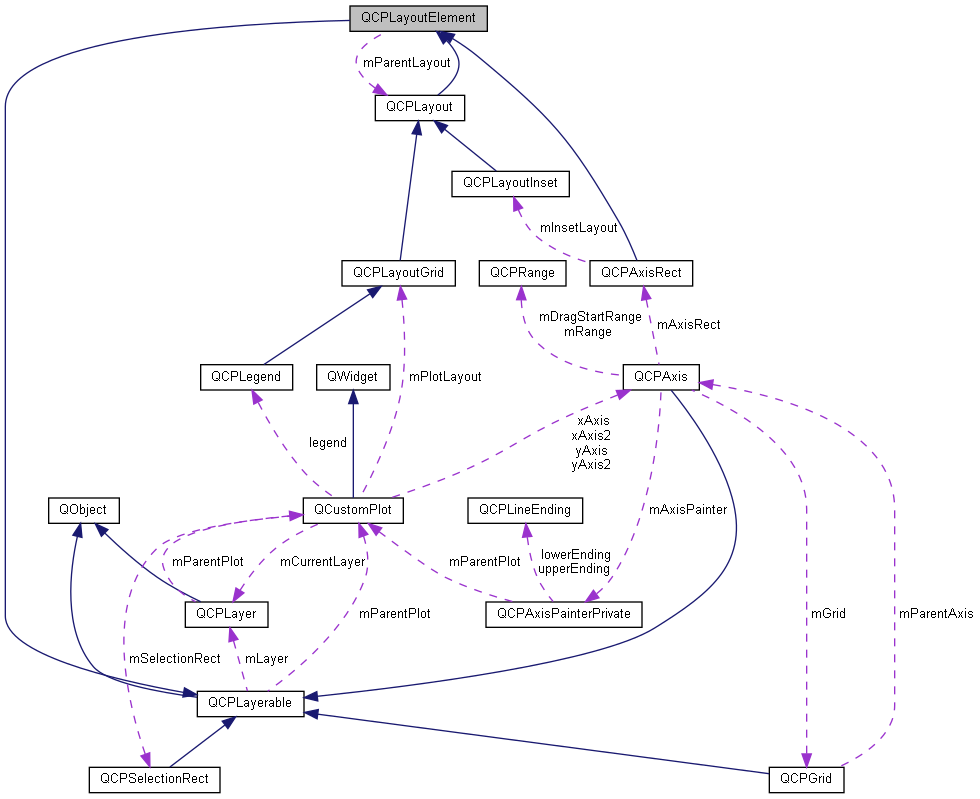 QCPLayoutElement
mParentLayout
QCPLayout
QCPLayoutInset
mInsetLayout
QCPLayoutGrid
QCPRange
QCPAxisRect
mDragStartRange
mRange
mAxisRect
QCPLegend
QWidget
mPlotLayout
QCPAxis
legend
xAxis
xAxis2
yAxis
yAxis2
QObject
QCustomPlot
QCPLineEnding
mAxisPainter
mParentPlot
mCurrentLayer
mParentPlot
lowerEnding
upperEnding
QCPLayer
mParentPlot
QCPAxisPainterPrivate
mGrid
mParentAxis
mSelectionRect
mLayer
QCPLayerable
QCPSelectionRect
QCPGrid